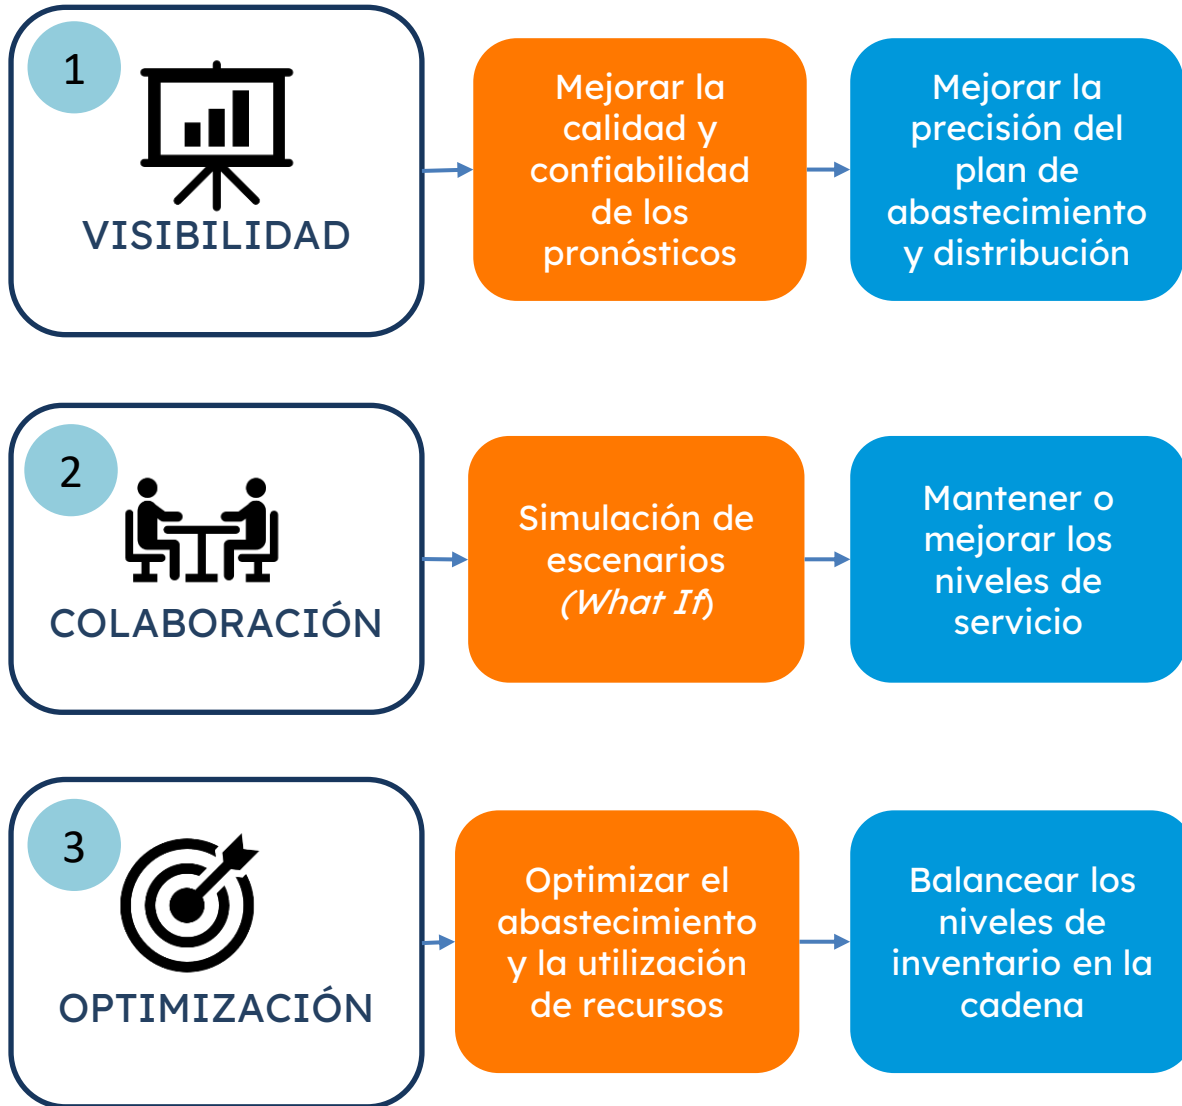 1
VISIBILIDAD
Mejorar la
calidad y
confiabilidad
de los
pronósticos
Mejorar la
precisión del
plan de
abastecimiento
y distribución
2
COLABORACIÓN
Simulación de
escenarios
(What If)
Mantener o
mejorar los
niveles de
servicio
3
OPTIMIZACIÓN
Optimizar el
abastecimiento
y la utilización
de recursos
Balancear los
niveles de
inventario en la
cadena